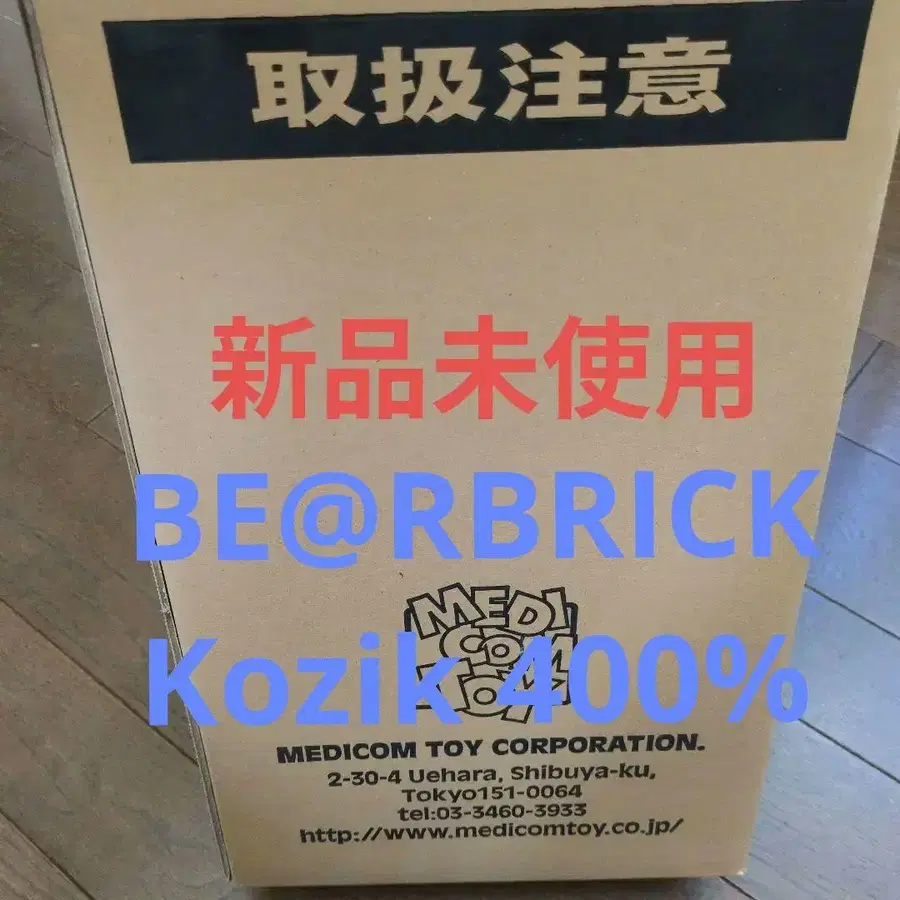 取扱注意
新品未使用
BE@RBRICK
MEDI
COM
TOY
Kozik 400%
MEDICOM TOY CORPORATION.
2-30-4 Uehara, Shibuya-ku,
Tokyo151-0064
tel:03-3460-3933
http://www.medicomtoy.co.jp/